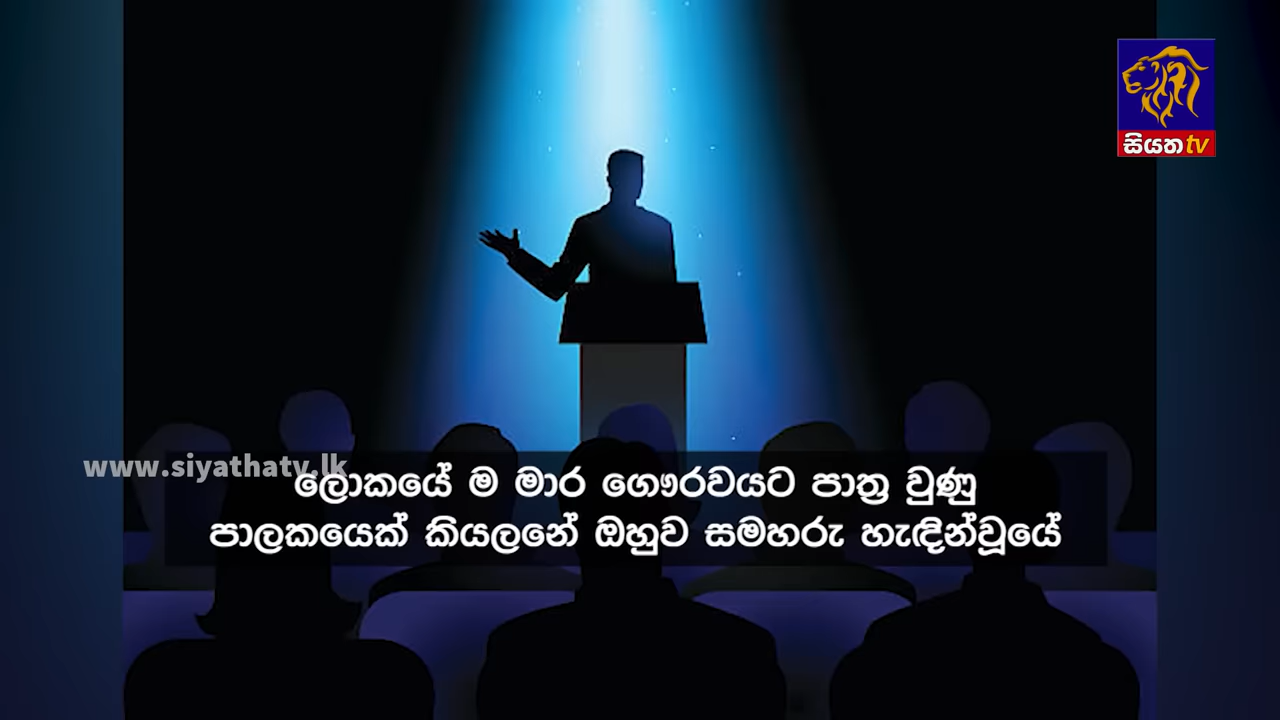 සියත tv
www.siyathatv.lk
ලොකයේ ම මාර ගෞරවයට පාත්‍ර වුණු
පාලකයෙක් කියලනේ ඔහුව සමහරු හැඳින්වූයේ